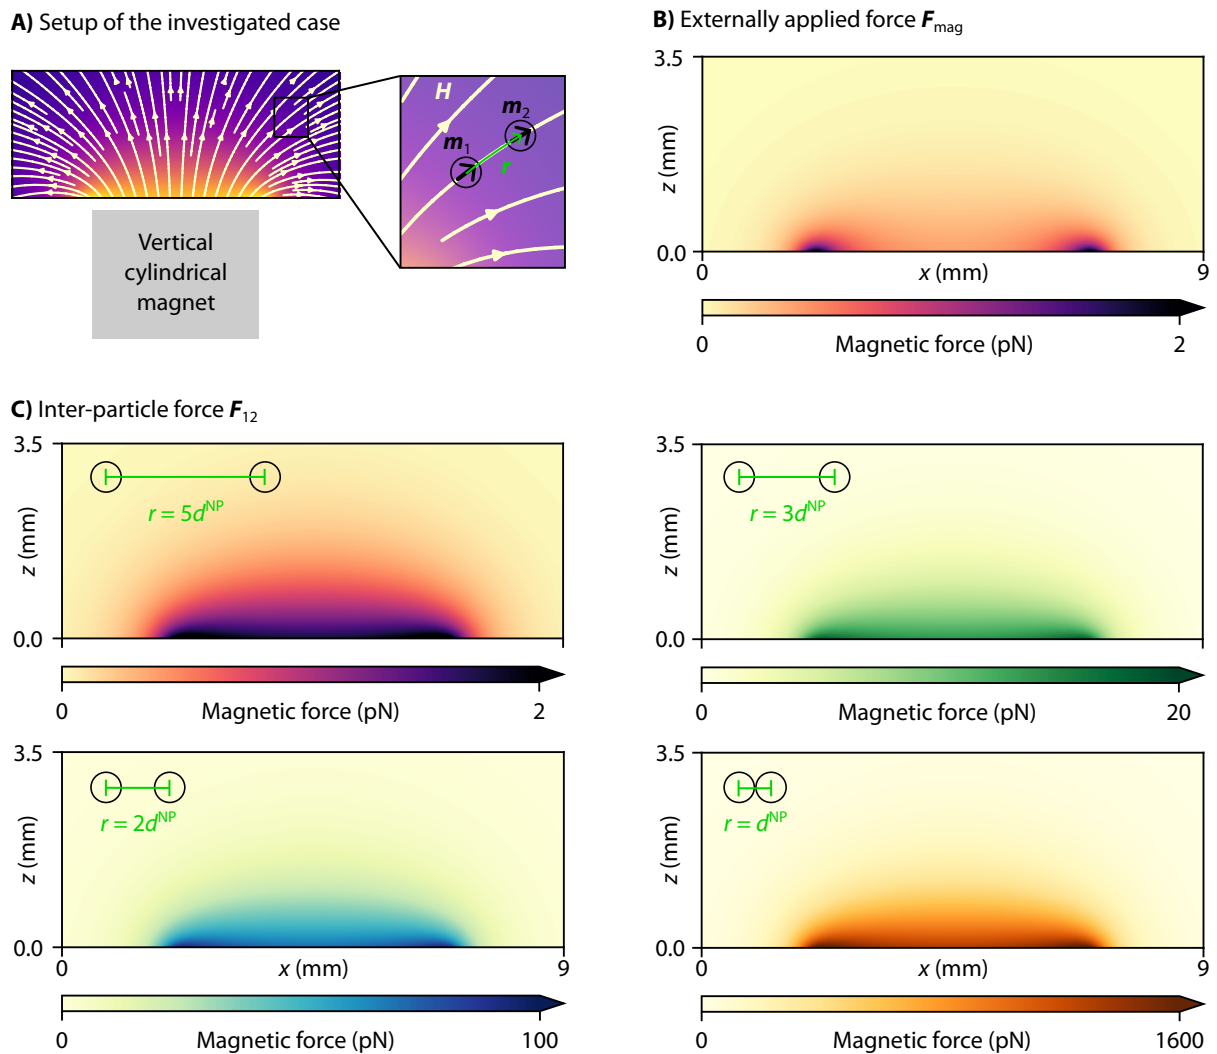 A) Setup of the investigated case
H
m2
m1
r
Vertical
cylindrical
magnet
B) Externally applied force Fmag
3.5
z (mm)
0.0
0
x (mm)
9
0
Magnetic force (pN)
2
C) Inter-particle force F12
3.5
r = 5dNP
z (mm)
0.0
0
Magnetic force (pN)
2
3.5
r = 3dNP
z (mm)
0.0
0
Magnetic force (pN)
20
3.5
r = 2dNP
z (mm)
0.0
0
x (mm)
9
0
Magnetic force (pN)
100
3.5
r = dNP
z (mm)
0.0
0
x (mm)
9
0
Magnetic force (pN)
1600